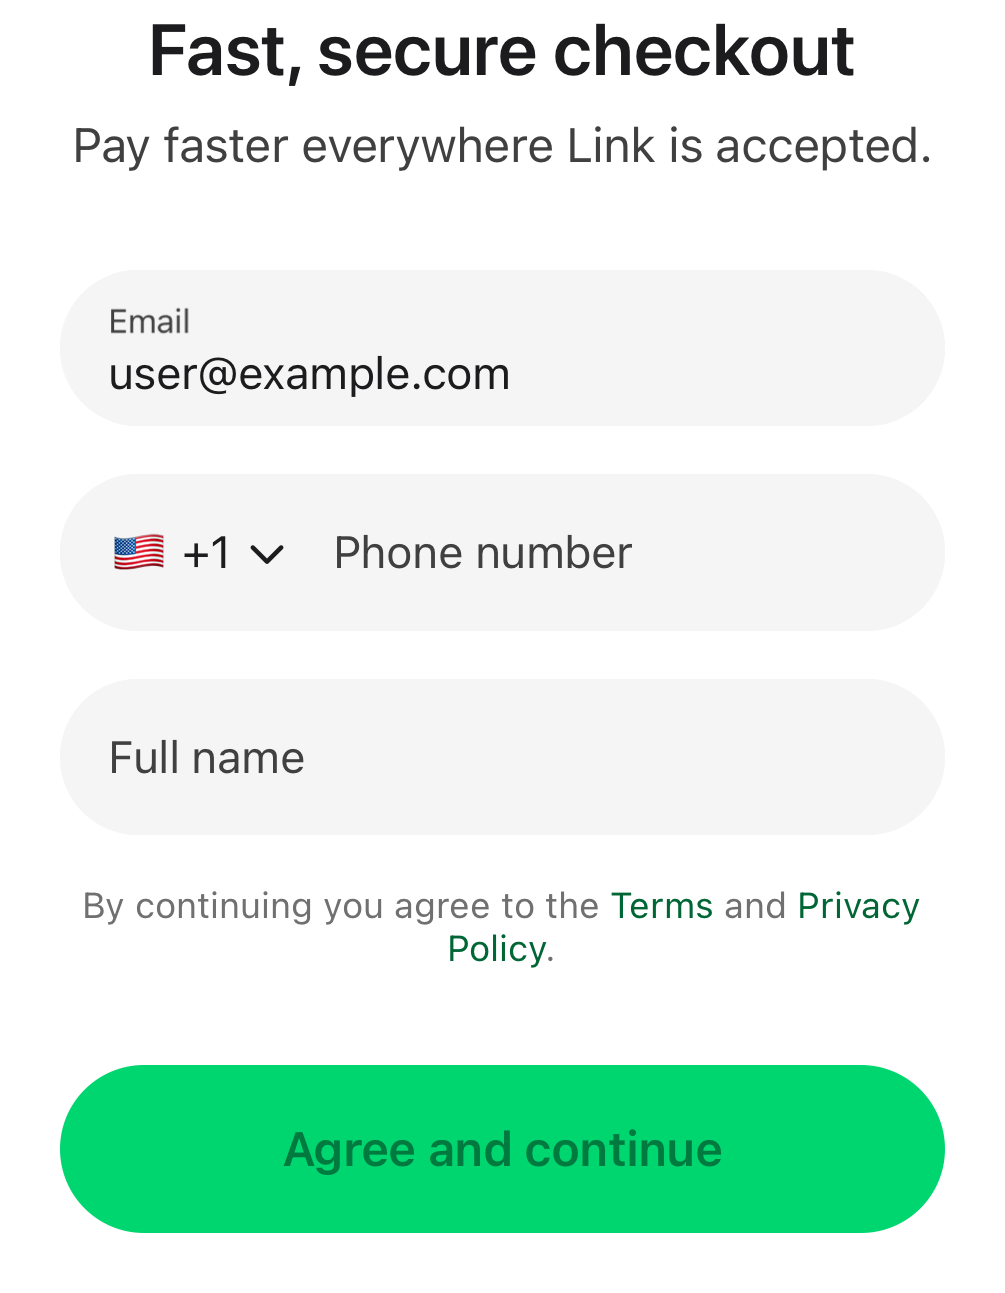 Fast, secure checkout
Pay faster everywhere Link is accepted.
Email
user@example.com
+1 Phone number
Full name
By continuing you agree to the Terms and Privacy
Policy.
Agree and continue